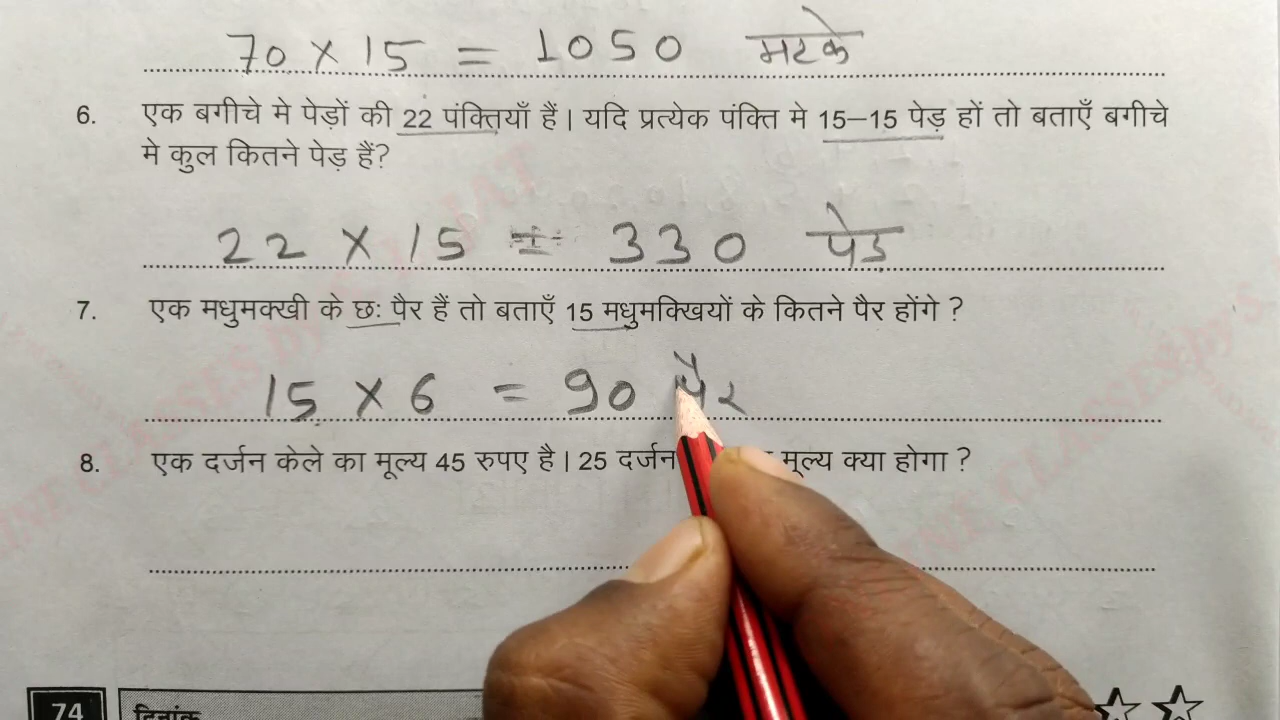 70 × 15 = 1050 मटके
6. एक बगीचे मे पेड़ों की 22 पंक्तियाँ हैं। यदि प्रत्येक पंक्ति मे 15–15 पेड़ हों तो बताएँ बगीचे
मे कुल कितने पेड़ हैं?
22 × 15 = 330 पेड़
7. एक मधुमक्खी के छः पैर हैं तो बताएँ 15 मधुमक्खियों के कितने पैर होंगे ?
15 × 6 = 90 पैर
8. एक दर्जन केले का मूल्य 45 रुपए है। 25 दर्जन मूल्य क्या होगा ?
74 दिनांक